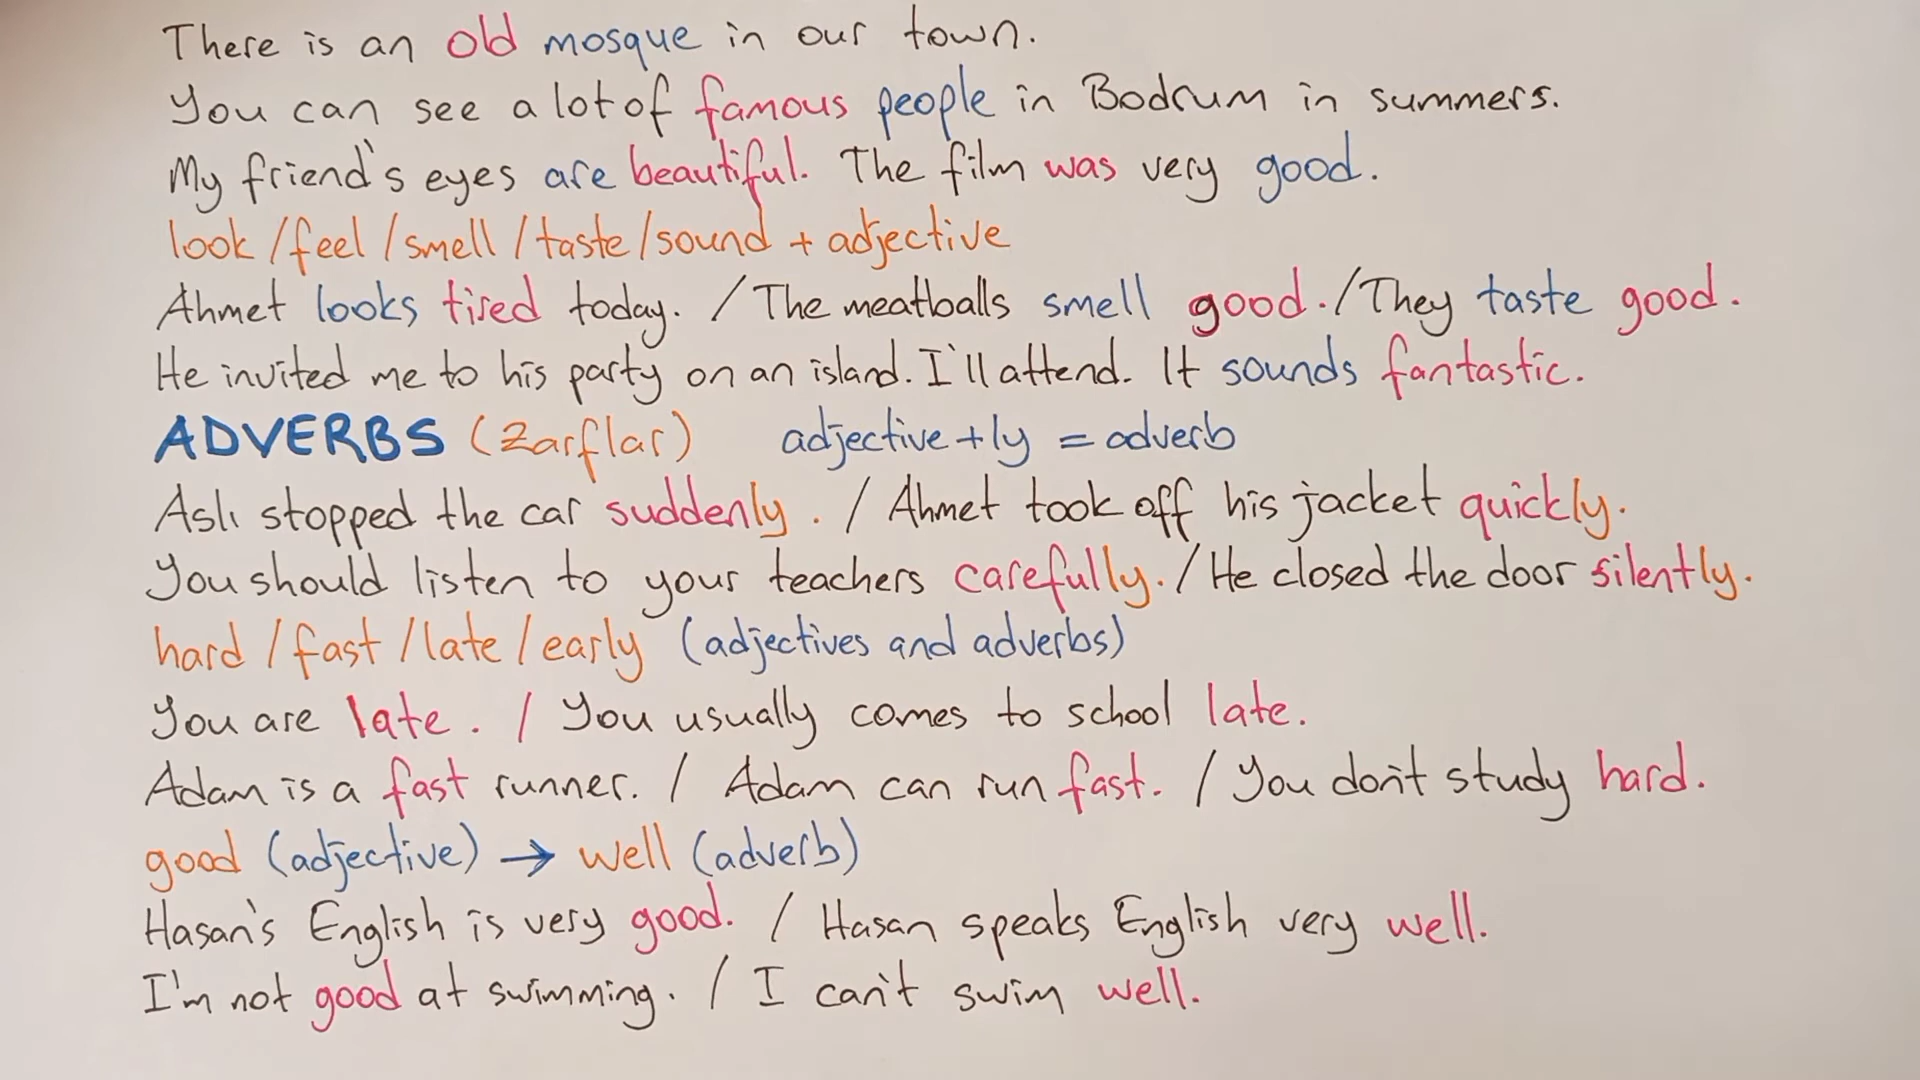 There is an old mosque in our town.
You can see a lot of famous people in Bodrum in summers.
My friend's eyes are beautiful. The film was very good.
look / feel / smell / taste / sound + adjective
Ahmet looks tired today. / The meatballs smell good. / They taste good.
He invited me to his party on an island. I'll attend. It sounds fantastic.
ADVERBS (Zarflar) adjective + ly = adverb
Aslı stopped the car suddenly. / Ahmet took off his jacket quickly.
You should listen to your teachers carefully. / He closed the door silently.
hard / fast / late / early (adjectives and adverbs)
You are late. / You usually comes to school late.
Adam is a fast runner. / Adam can run fast. / You don't study hard.
good (adjective) → well (adverb)
Hasan's English is very good. / Hasan speaks English very well.
I'm not good at swimming. / I can't swim well.